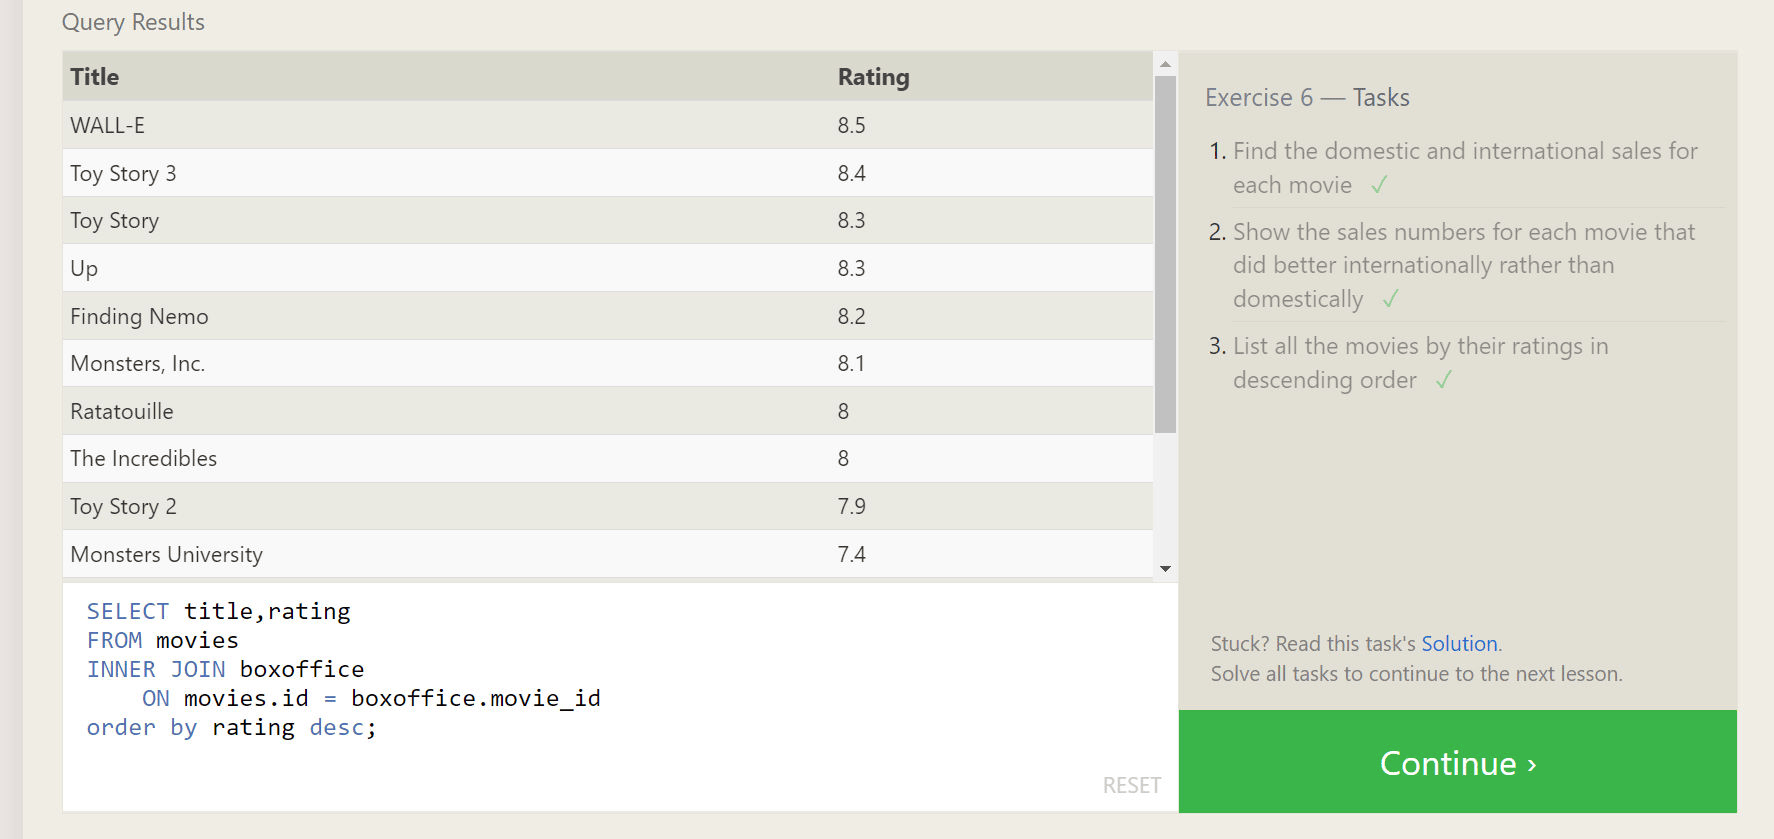 Query Results
Title Rating
WALL-E 8.5
Toy Story 3 8.4
Toy Story 8.3
Up 8.3
Finding Nemo 8.2
Monsters, Inc. 8.1
Ratatouille 8
The Incredibles 8
Toy Story 2 7.9
Monsters University 7.4
SELECT title,rating
FROM movies
INNER JOIN boxoffice
    ON movies.id = boxoffice.movie_id
order by rating desc;
RESET
Exercise 6 — Tasks
1. Find the domestic and international sales for
each movie ✓
2. Show the sales numbers for each movie that
did better internationally rather than
domestically ✓
3. List all the movies by their ratings in
descending order ✓
Stuck? Read this task's Solution.
Solve all tasks to continue to the next lesson.
Continue ›